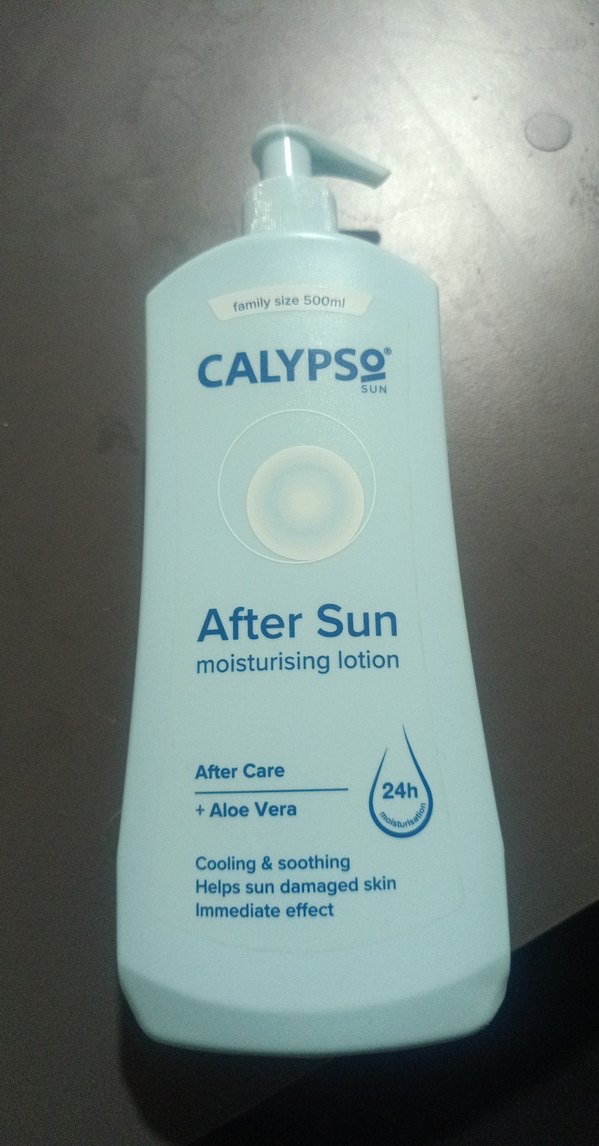 family size 500ml
CALYPSO®
SUN
After Sun
moisturising lotion
After Care
+ Aloe Vera
24h
moisturisation
Cooling & soothing
Helps sun damaged skin
Immediate effect